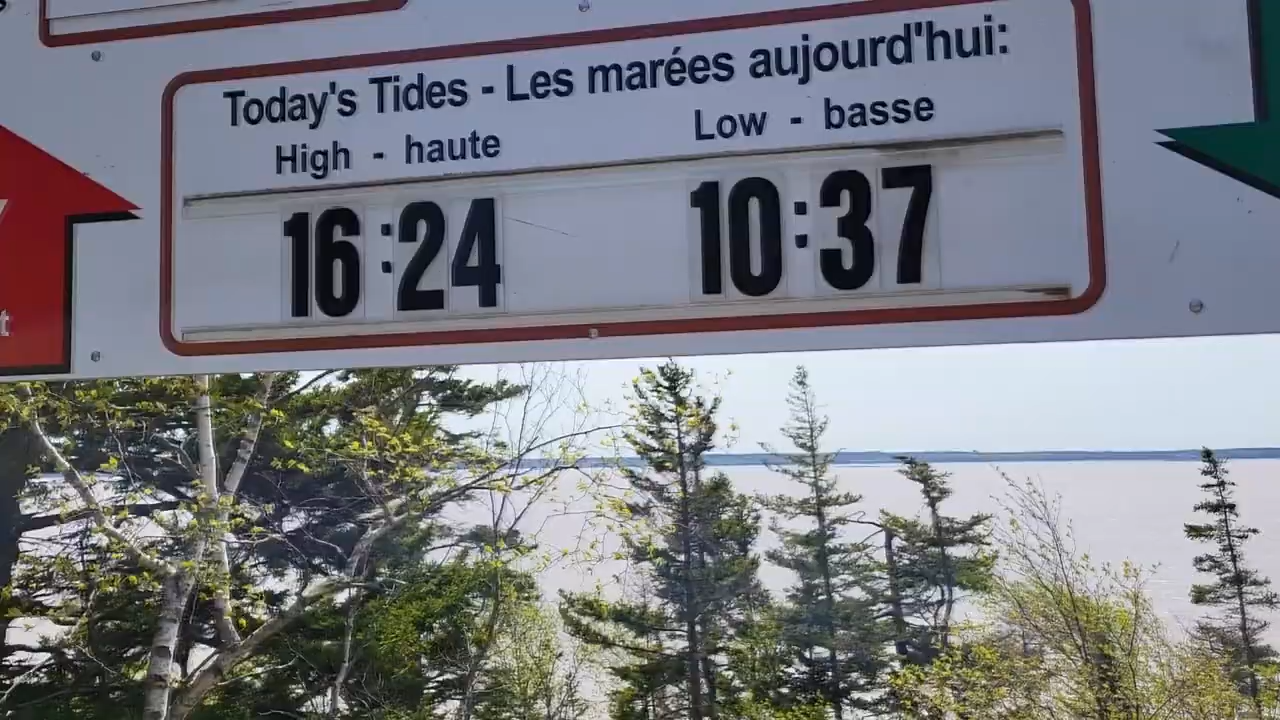 Today's Tides - Les marées aujourd'hui:
High - haute
Low - basse
16:24
10:37